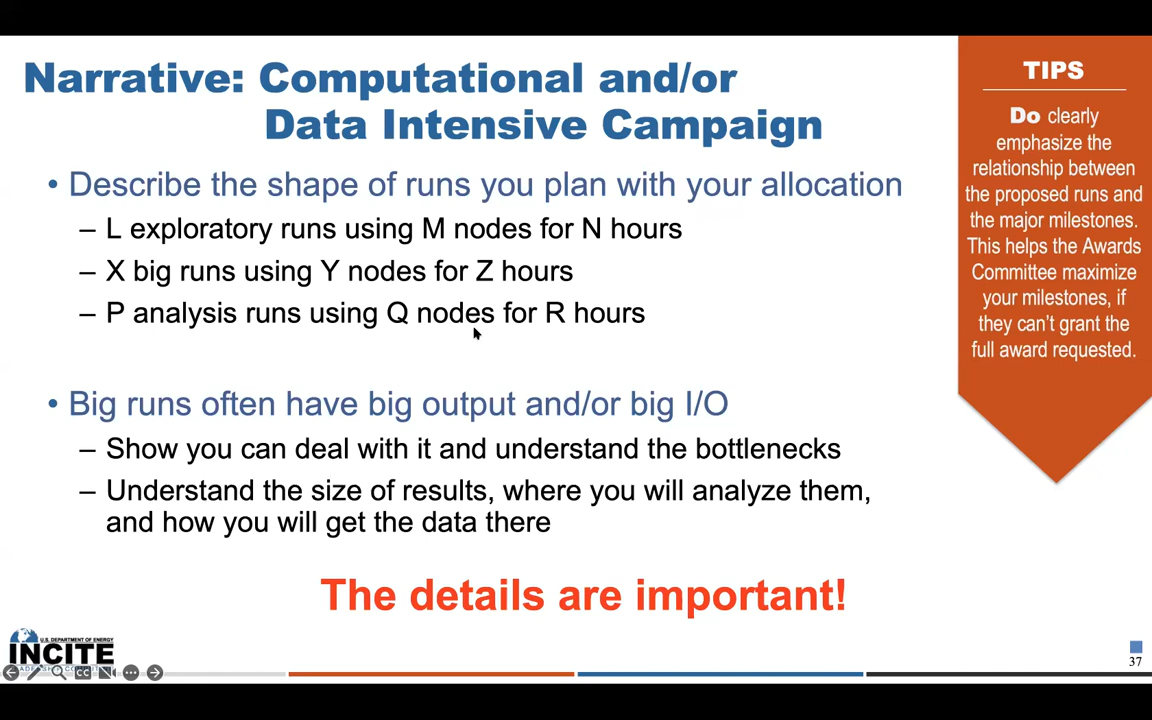 Narrative: Computational and/or
Data Intensive Campaign
• Describe the shape of runs you plan with your allocation
– L exploratory runs using M nodes for N hours
– X big runs using Y nodes for Z hours
– P analysis runs using Q nodes for R hours
• Big runs often have big output and/or big I/O
– Show you can deal with it and understand the bottlenecks
– Understand the size of results, where you will analyze them,
and how you will get the data there
The details are important!
TIPS
Do clearly
emphasize the
relationship between
the proposed runs and
the major milestones.
This helps the Awards
Committee maximize
your milestones, if
they can’t grant the
full award requested.
U.S. DEPARTMENT OF ENERGY
INCITE
CC
37